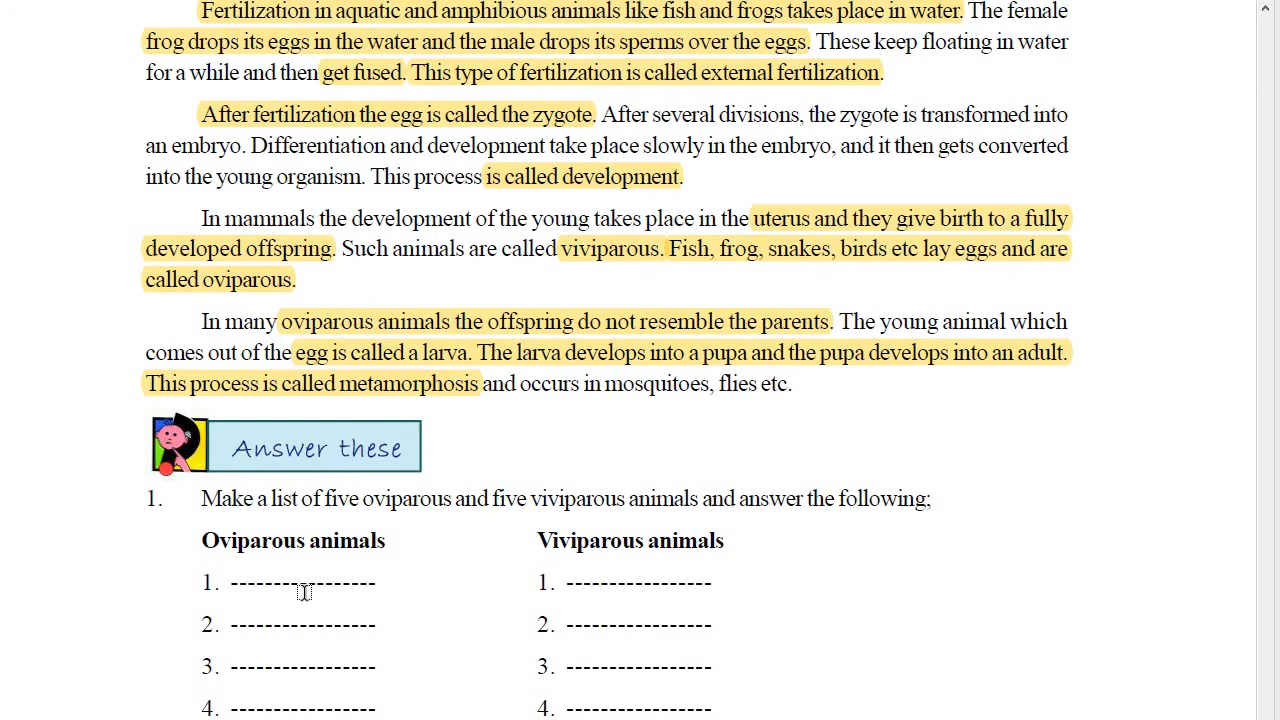 Fertilization in aquatic and amphibious animals like fish and frogs takes place in water. The female
frog drops its eggs in the water and the male drops its sperms over the eggs. These keep floating in water
for a while and then get fused. This type of fertilization is called external fertilization.
After fertilization the egg is called the zygote. After several divisions, the zygote is transformed into
an embryo. Differentiation and development take place slowly in the embryo, and it then gets converted
into the young organism. This process is called development.
In mammals the development of the young takes place in the uterus and they give birth to a fully
developed offspring. Such animals are called viviparous. Fish, frog, snakes, birds etc lay eggs and are
called oviparous.
In many oviparous animals the offspring do not resemble the parents. The young animal which
comes out of the egg is called a larva. The larva develops into a pupa and the pupa develops into an adult.
This process is called metamorphosis and occurs in mosquitoes, flies etc.
Answer these
1. Make a list of five oviparous and five viviparous animals and answer the following;
Oviparous animals Viviparous animals
1. ----------------- 1. -----------------
2. ----------------- 2. -----------------
3. ----------------- 3. -----------------
4. ----------------- 4. -----------------